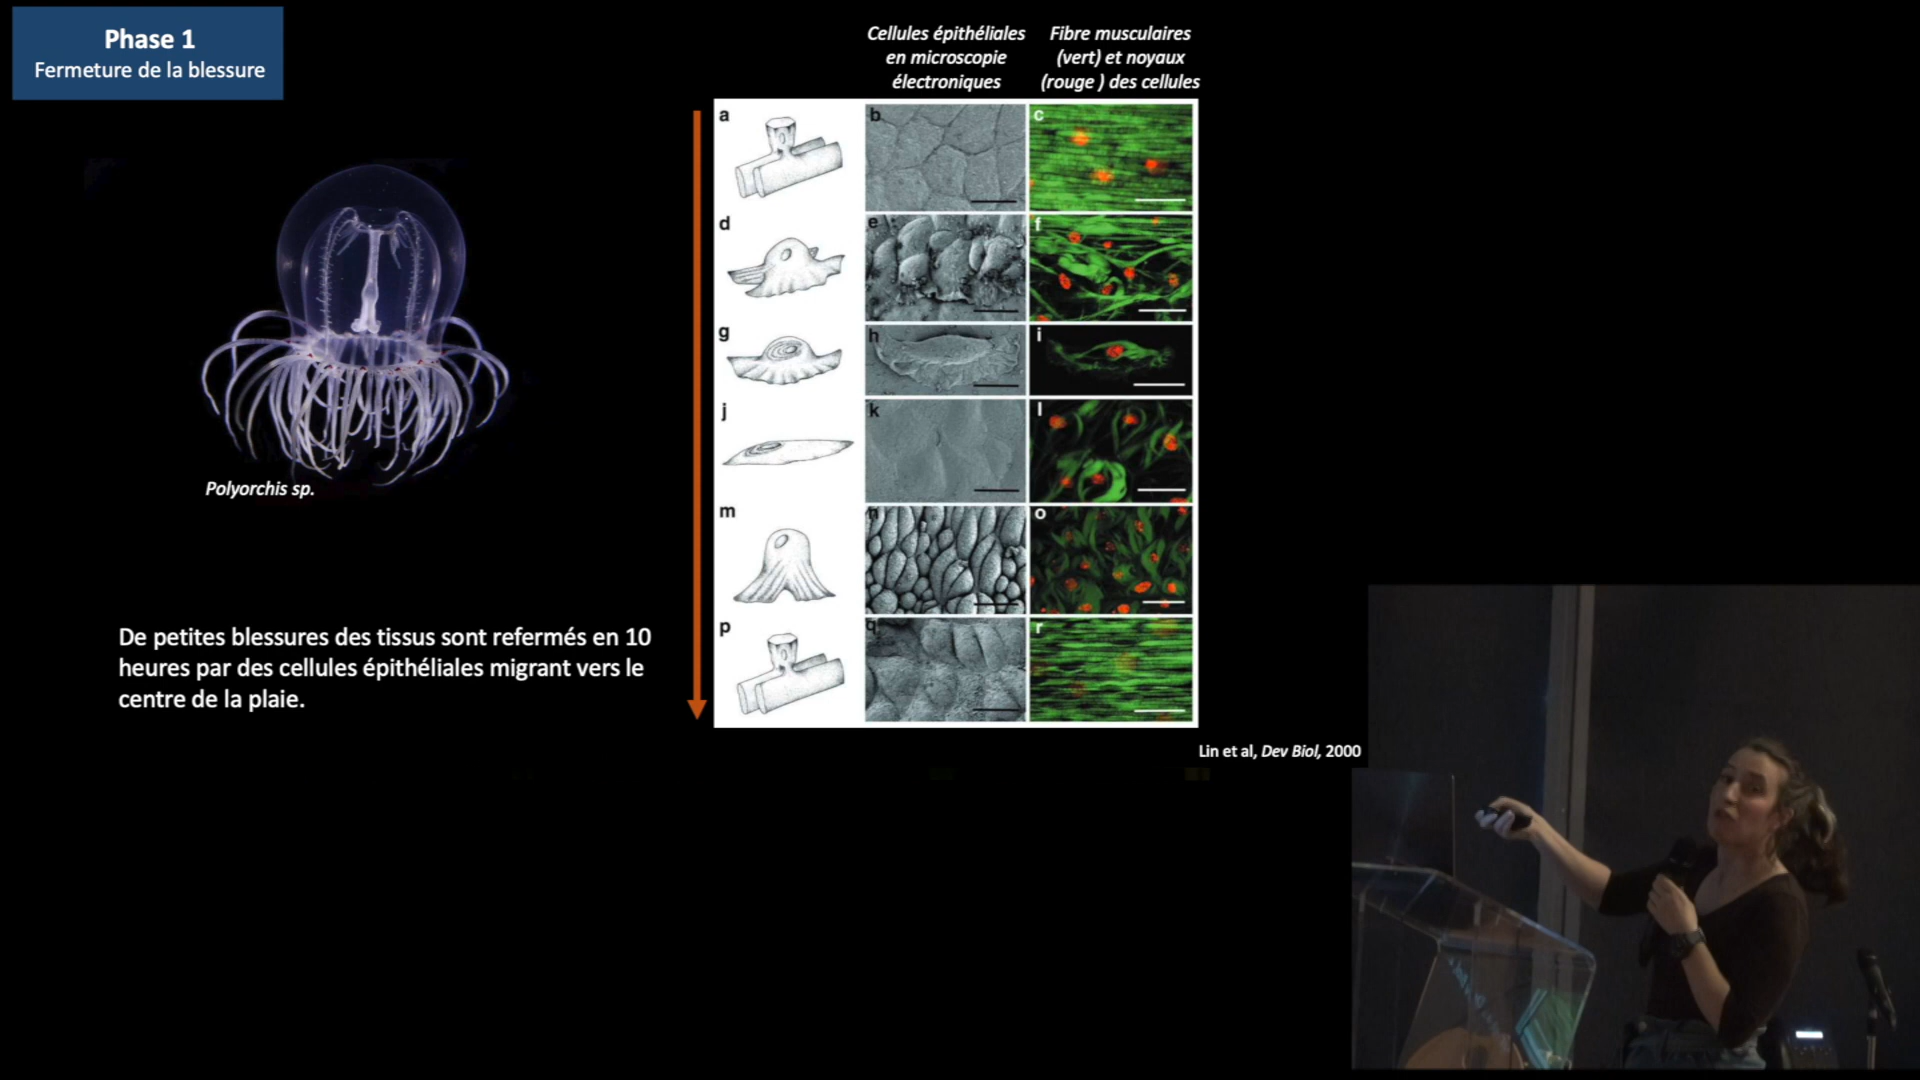 Phase 1
Fermeture de la blessure
Cellules épithéliales
en microscopie
électroniques
Fibre musculaires
(vert) et noyaux
(rouge ) des cellules
a
b
c
d
e
f
g
h
i
j
k
l
m
n
o
p
q
r
Polyorchis sp.
De petites blessures des tissus sont refermés en 10
heures par des cellules épithéliales migrant vers le
centre de la plaie.
Lin et al, Dev Biol, 2000